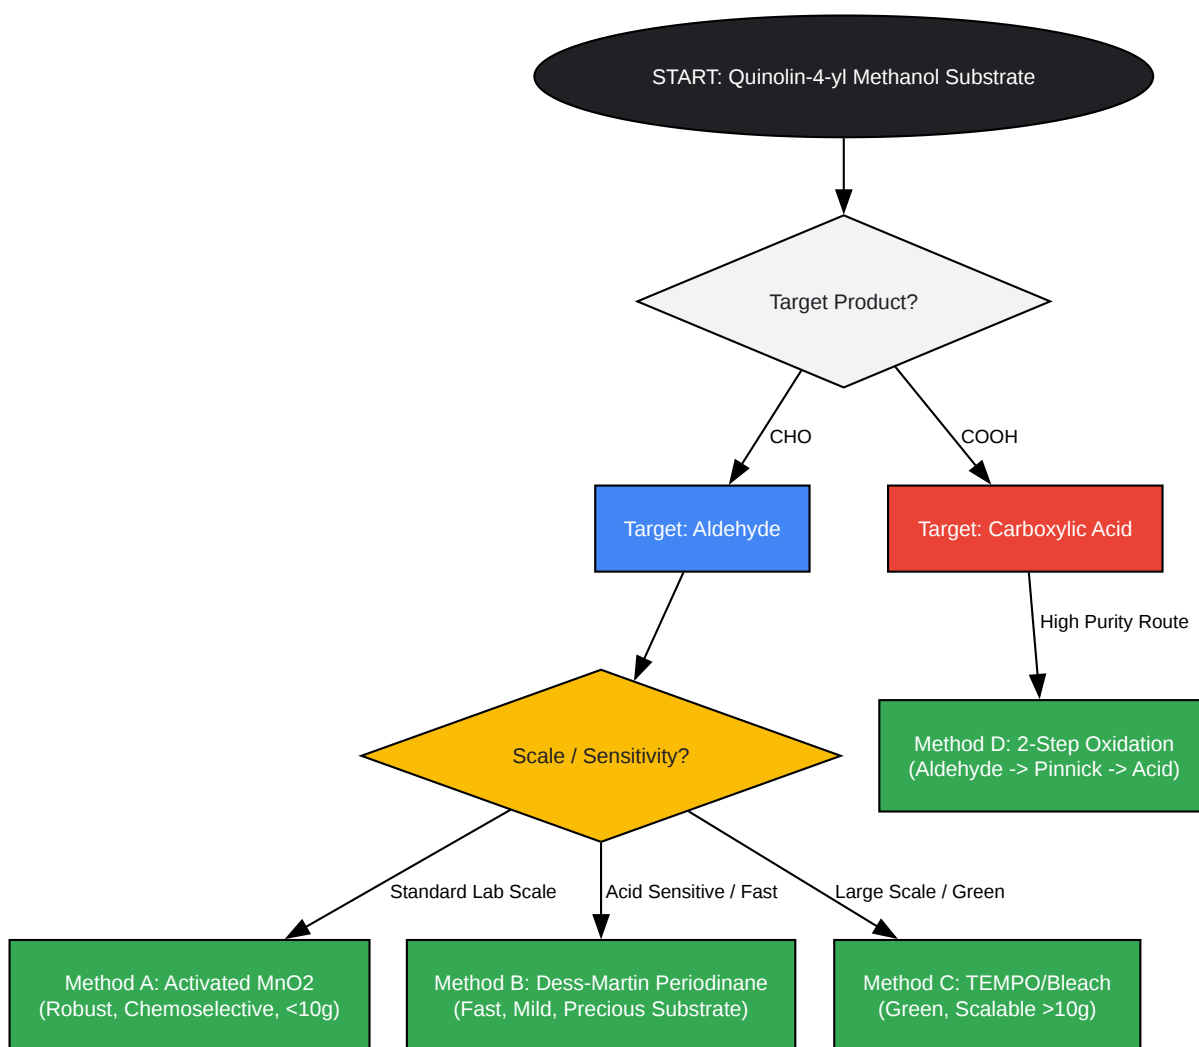 START: Quinolin-4-yl Methanol Substrate
Target Product?
CHO
COOH
Target: Aldehyde
Target: Carboxylic Acid
High Purity Route
Method D: 2-Step Oxidation
(Aldehyde -> Pinnick -> Acid)
Scale / Sensitivity?
Standard Lab Scale
Acid Sensitive / Fast
Large Scale / Green
Method A: Activated MnO2
(Robust, Chemoselective, <10g)
Method B: Dess-Martin Periodinane
(Fast, Mild, Precious Substrate)
Method C: TEMPO/Bleach
(Green, Scalable >10g)